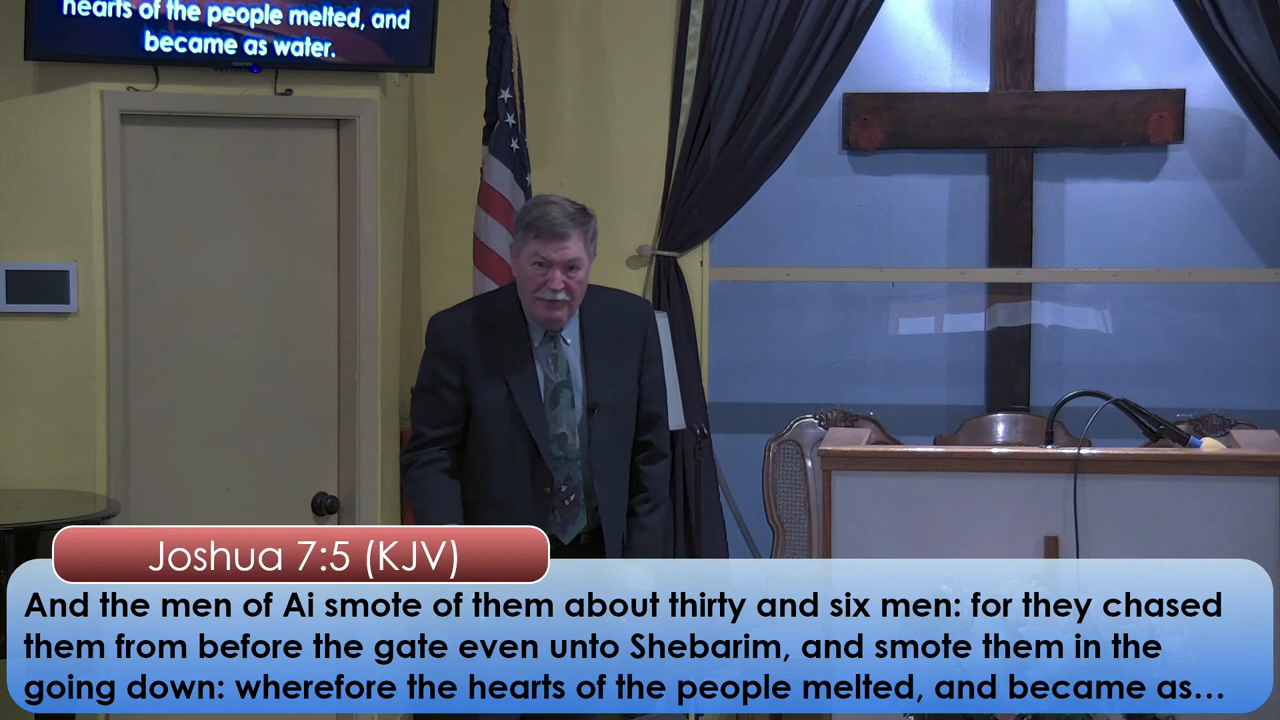 hearts of the people melted, and
became as water.
Joshua 7:5 (KJV)
And the men of Ai smote of them about thirty and six men: for they chased
them from before the gate even unto Shebarim, and smote them in the
going down: wherefore the hearts of the people melted, and became as...